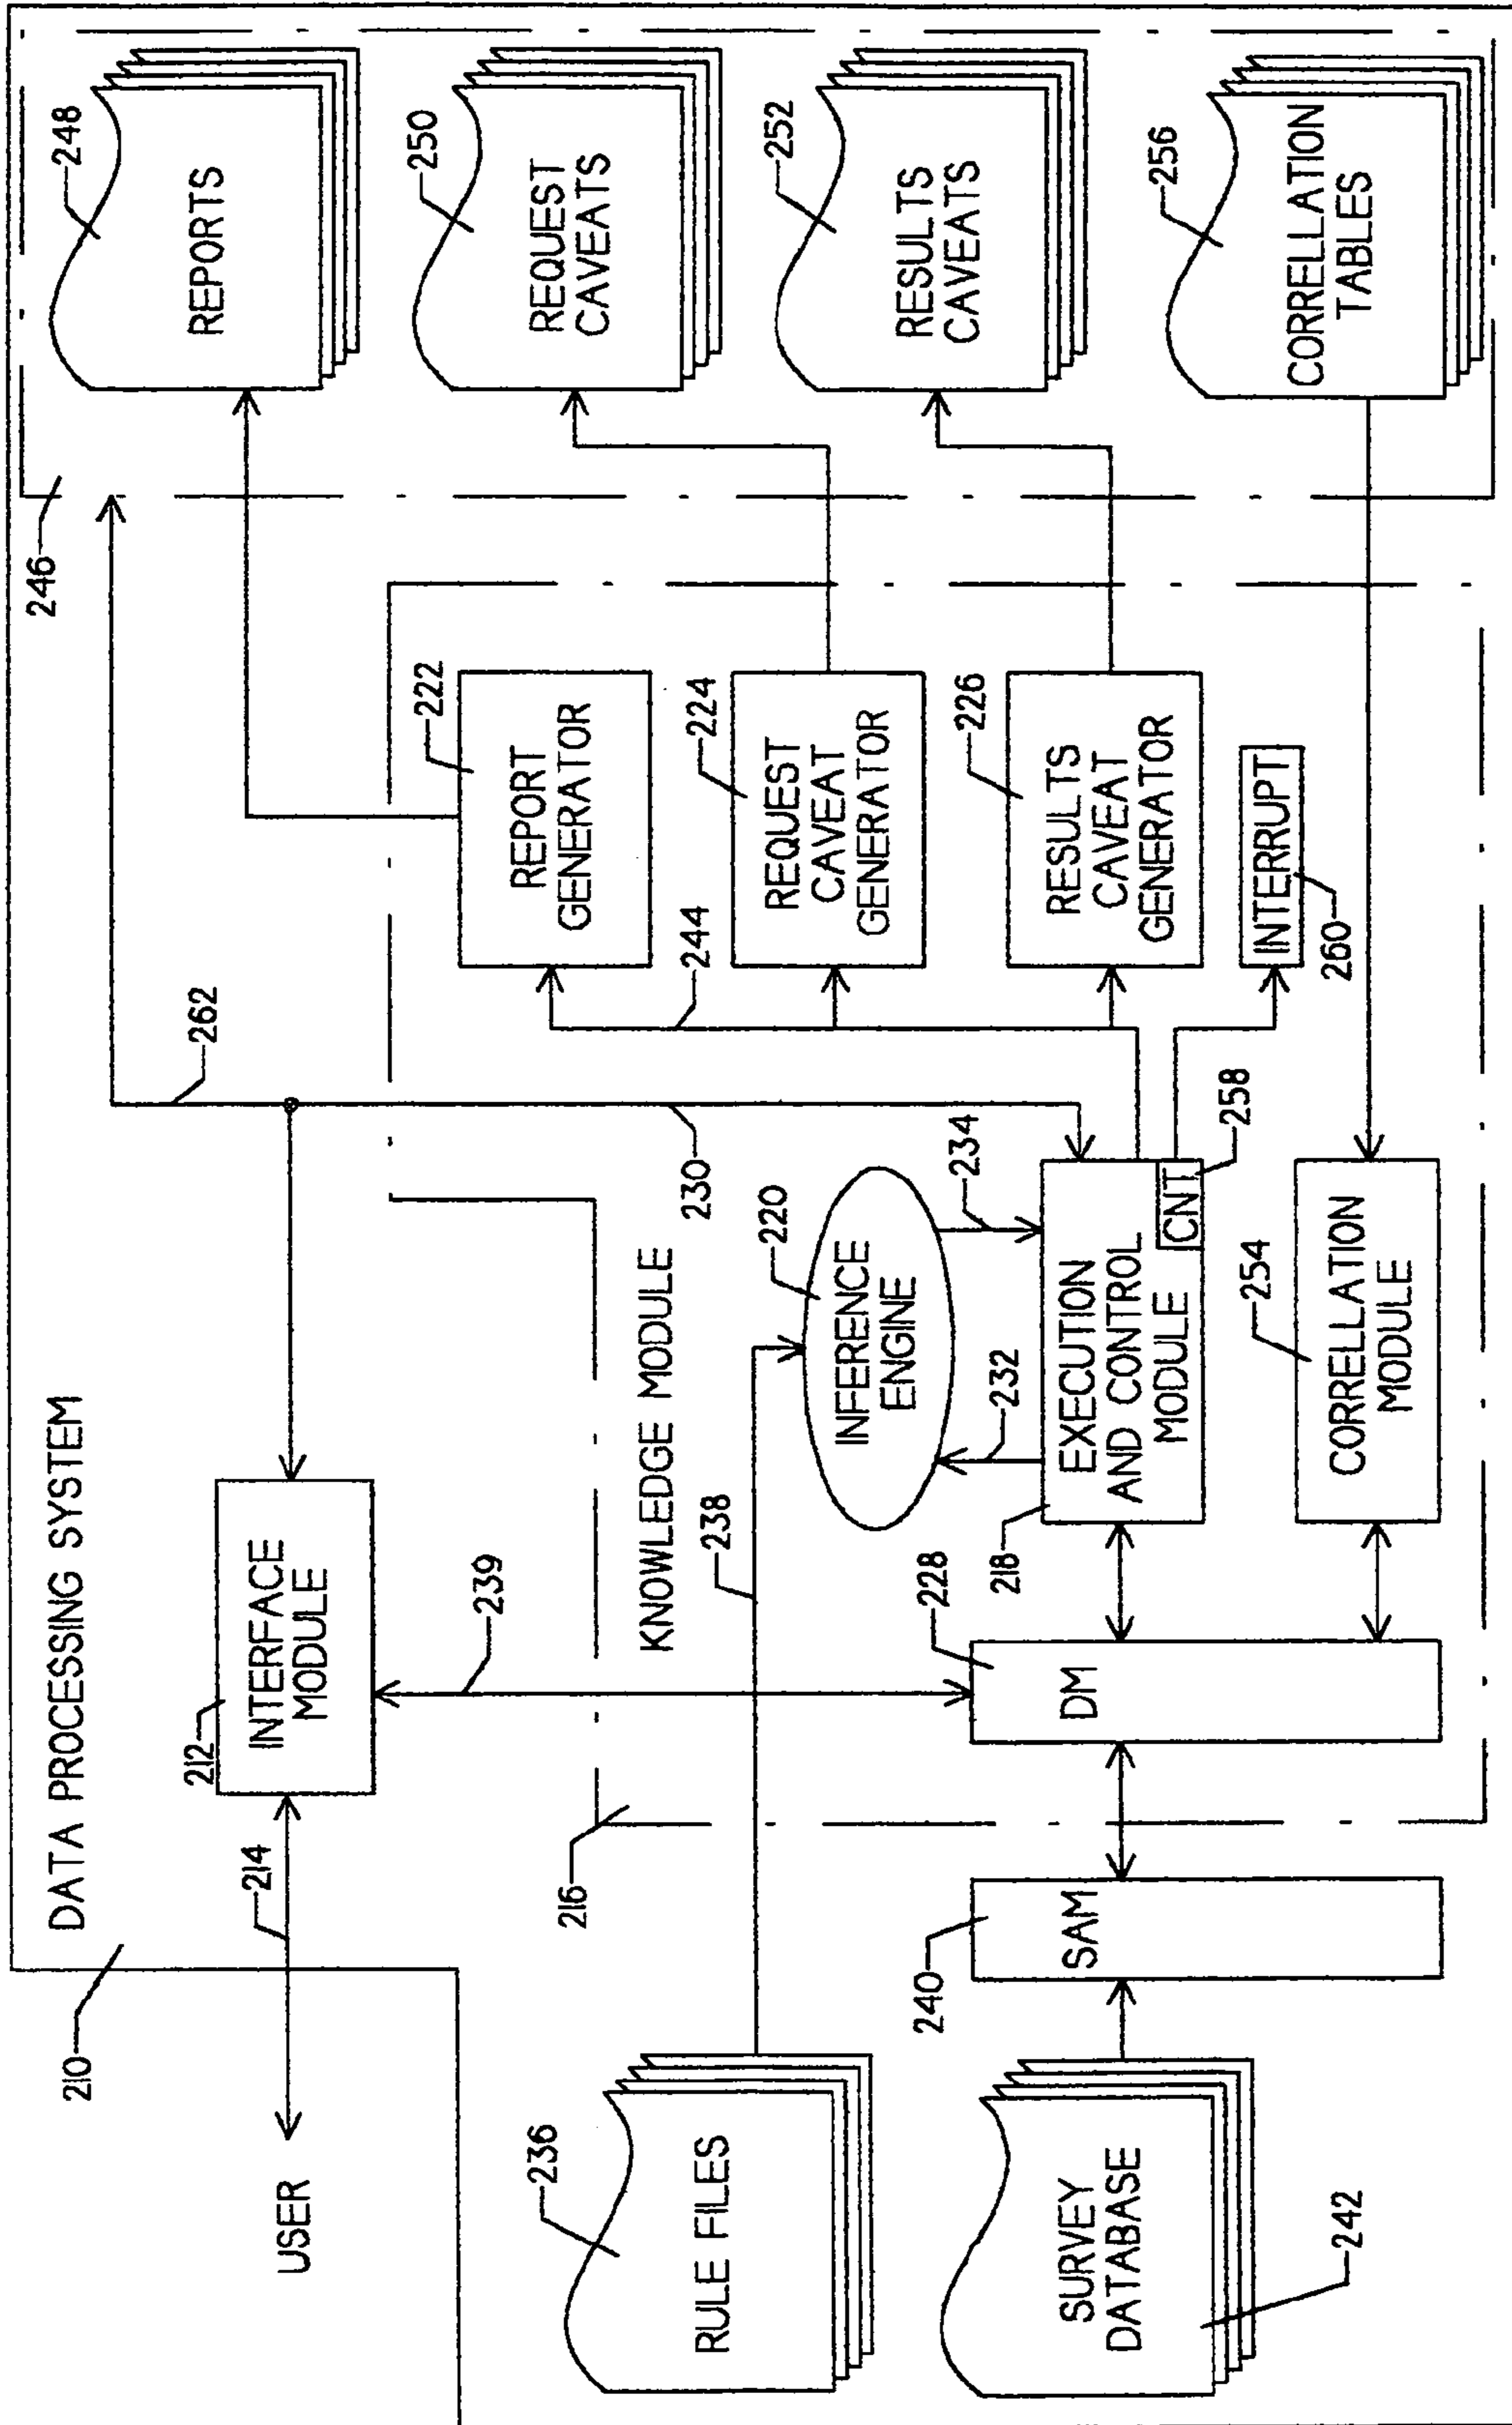 DATA PROCESSING SYSTEM
210
USER
214
212
INTERFACE
MODULE
262
246
248
REPORTS
239
216
KNOWLEDGE MODULE
230
222
REPORT
GENERATOR
250
REQUEST
CAVEATS
236
RULE FILES
238
220
INFERENCE
ENGINE
244
224
REQUEST
CAVEAT
GENERATOR
252
RESULTS
CAVEATS
232
234
240
SAM
228
DM
218
EXECUTION
AND CONTROL
MODULE
CNT
258
226
RESULTS
CAVEAT
GENERATOR
SURVEY
DATABASE
242
254
CORRELLATION
MODULE
INTERRUPT
260
256
CORRELLATION
TABLES